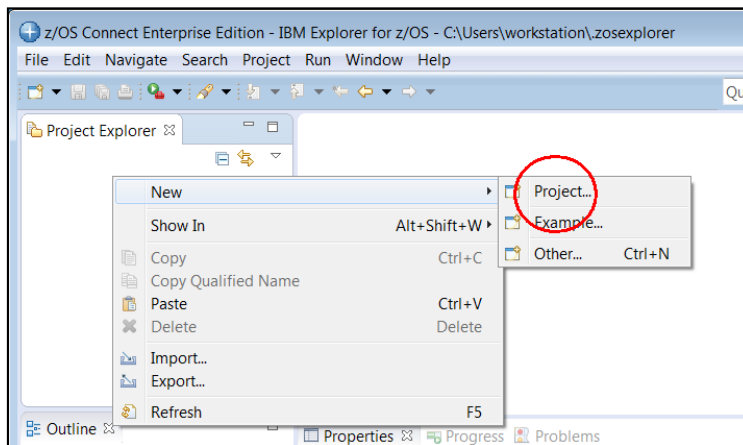 z/OS Connect Enterprise Edition - IBM Explorer for z/OS - C:\Users\workstation\.zosexplorer
File Edit Navigate Search Project Run Window Help
Qu
Project Explorer
New
Project...
Show In Alt+Shift+W
Example...
Other... Ctrl+N
Copy Ctrl+C
Copy Qualified Name
Paste Ctrl+V
Delete Delete
Import...
Export...
Refresh F5
Outline
Properties Progress Problems